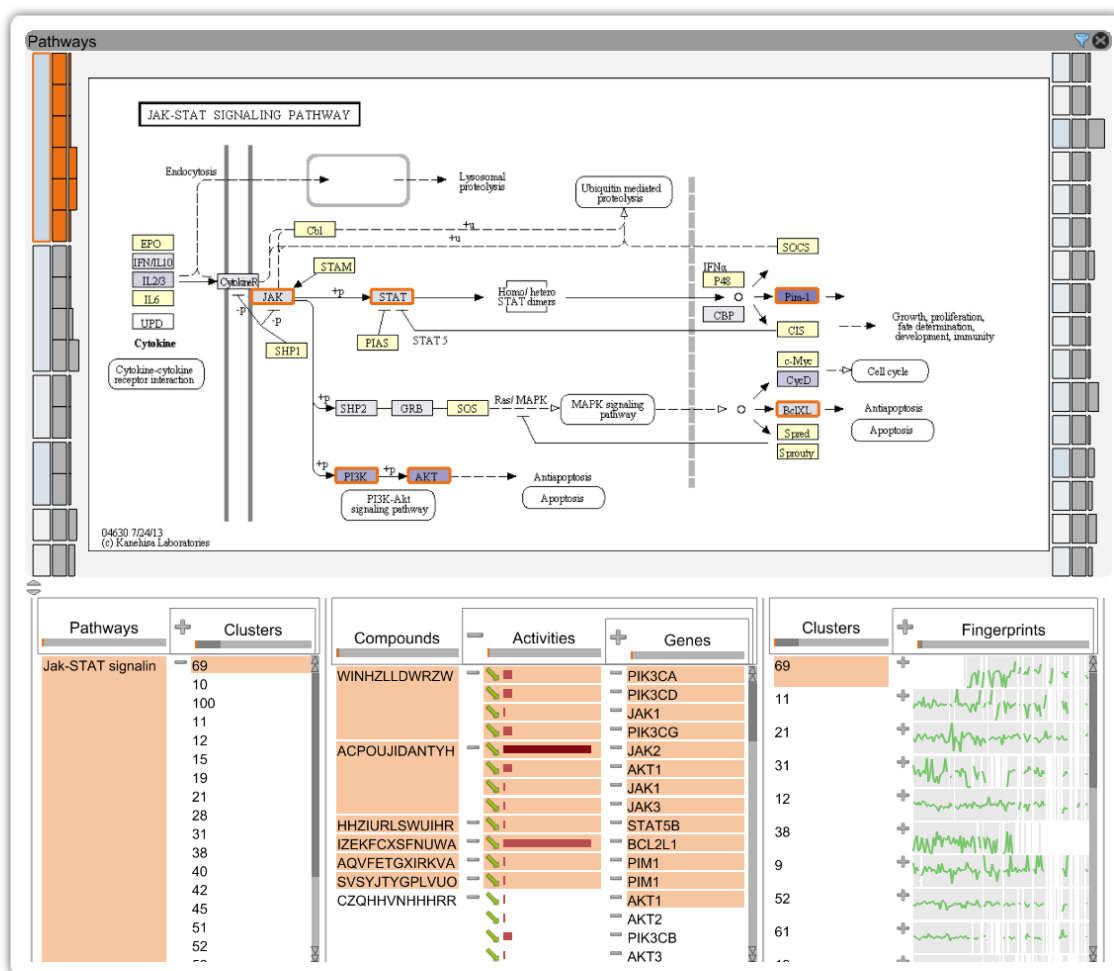 Pathways
JAK-STAT SIGNALING PATHWAY
Endocytosis
Lysosomal
proteolysis
Ubiquitin mediated
proteolysis
Cbl
+u
+u
EPO
IFN/IL10
IL2/3
IL6
UPD
Cytokine
Cytokine-cytokine
receptor interaction
CytokineR
STAM
JAK
+p
STAT
Homo/ hetero
STAT dimers
IFNα
P48
CBP
SOCS
Pim-1
CIS
Growth, proliferation,
fate determination,
development, immunity
-p
-p
SHP1
PIAS
STAT 5
c-Myc
CycD
Cell cycle
+p
SHP2
GRB
SOS
Ras/ MAPK
MAPK signaling
pathway
BclXL
Antiapoptosis
Apoptosis
Spred
Sprouty
+p
PI3K
+p
AKT
Antiapoptosis
PI3K-Akt
signaling pathway
Apoptosis
04630 7/24/13
(c) Kanehisa Laboratories
Pathways
Clusters
Jak-STAT signalin
69
10
100
11
12
15
19
21
28
31
38
40
42
45
51
52
Compounds
Activities
Genes
WINHZLLDWRZW
PIK3CA
PIK3CD
JAK1
PIK3CG
ACPOUJIDANTYH
JAK2
AKT1
JAK1
JAK3
HHZIURLSWUIHR
STAT5B
IZEKFCXSFNUWA
BCL2L1
AQVFETGXIRKVA
PIM1
SVSYJTYGPLVUO
PIM1
CZQHHVNHHHRR
AKT1
AKT2
PIK3CB
AKT3
Clusters
Fingerprints
69
11
21
31
12
38
9
52
61